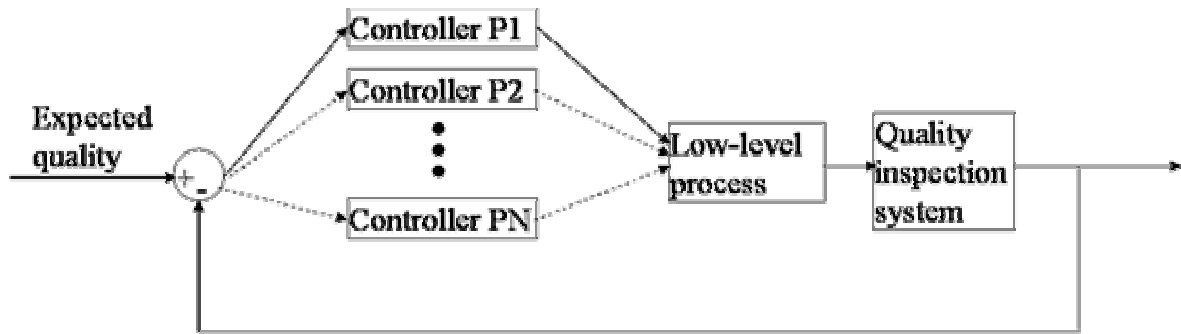 Controller P1
Controller P2
Expected
quality
+
-
Low-level
process
Quality
inspection
system
Controller PN